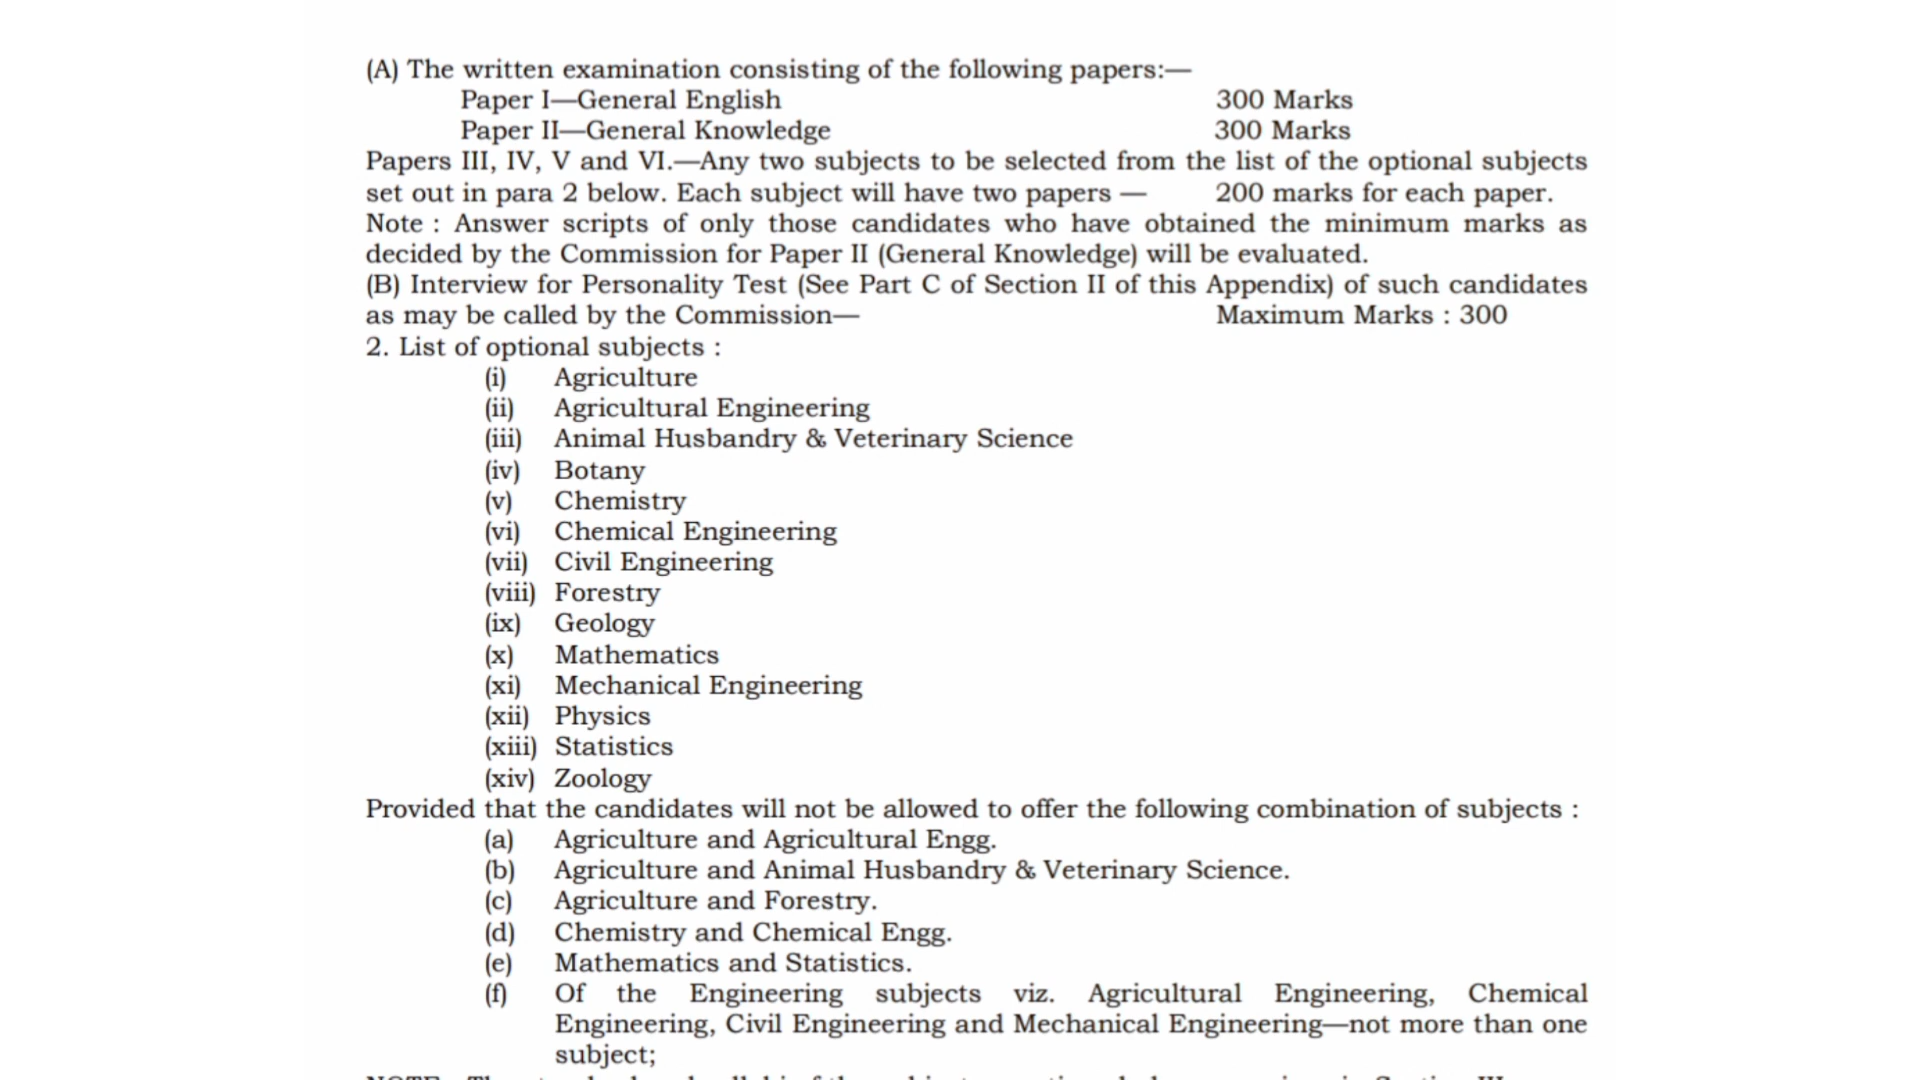 (A) The written examination consisting of the following papers:—
Paper I—General English 300 Marks
Paper II—General Knowledge 300 Marks
Papers III, IV, V and VI.—Any two subjects to be selected from the list of the optional subjects
set out in para 2 below. Each subject will have two papers — 200 marks for each paper.
Note : Answer scripts of only those candidates who have obtained the minimum marks as
decided by the Commission for Paper II (General Knowledge) will be evaluated.
(B) Interview for Personality Test (See Part C of Section II of this Appendix) of such candidates
as may be called by the Commission— Maximum Marks : 300
2. List of optional subjects :
(i) Agriculture
(ii) Agricultural Engineering
(iii) Animal Husbandry & Veterinary Science
(iv) Botany
(v) Chemistry
(vi) Chemical Engineering
(vii) Civil Engineering
(viii) Forestry
(ix) Geology
(x) Mathematics
(xi) Mechanical Engineering
(xii) Physics
(xiii) Statistics
(xiv) Zoology
Provided that the candidates will not be allowed to offer the following combination of subjects :
(a) Agriculture and Agricultural Engg.
(b) Agriculture and Animal Husbandry & Veterinary Science.
(c) Agriculture and Forestry.
(d) Chemistry and Chemical Engg.
(e) Mathematics and Statistics.
(f) Of the Engineering subjects viz. Agricultural Engineering, Chemical
Engineering, Civil Engineering and Mechanical Engineering—not more than one
subject;